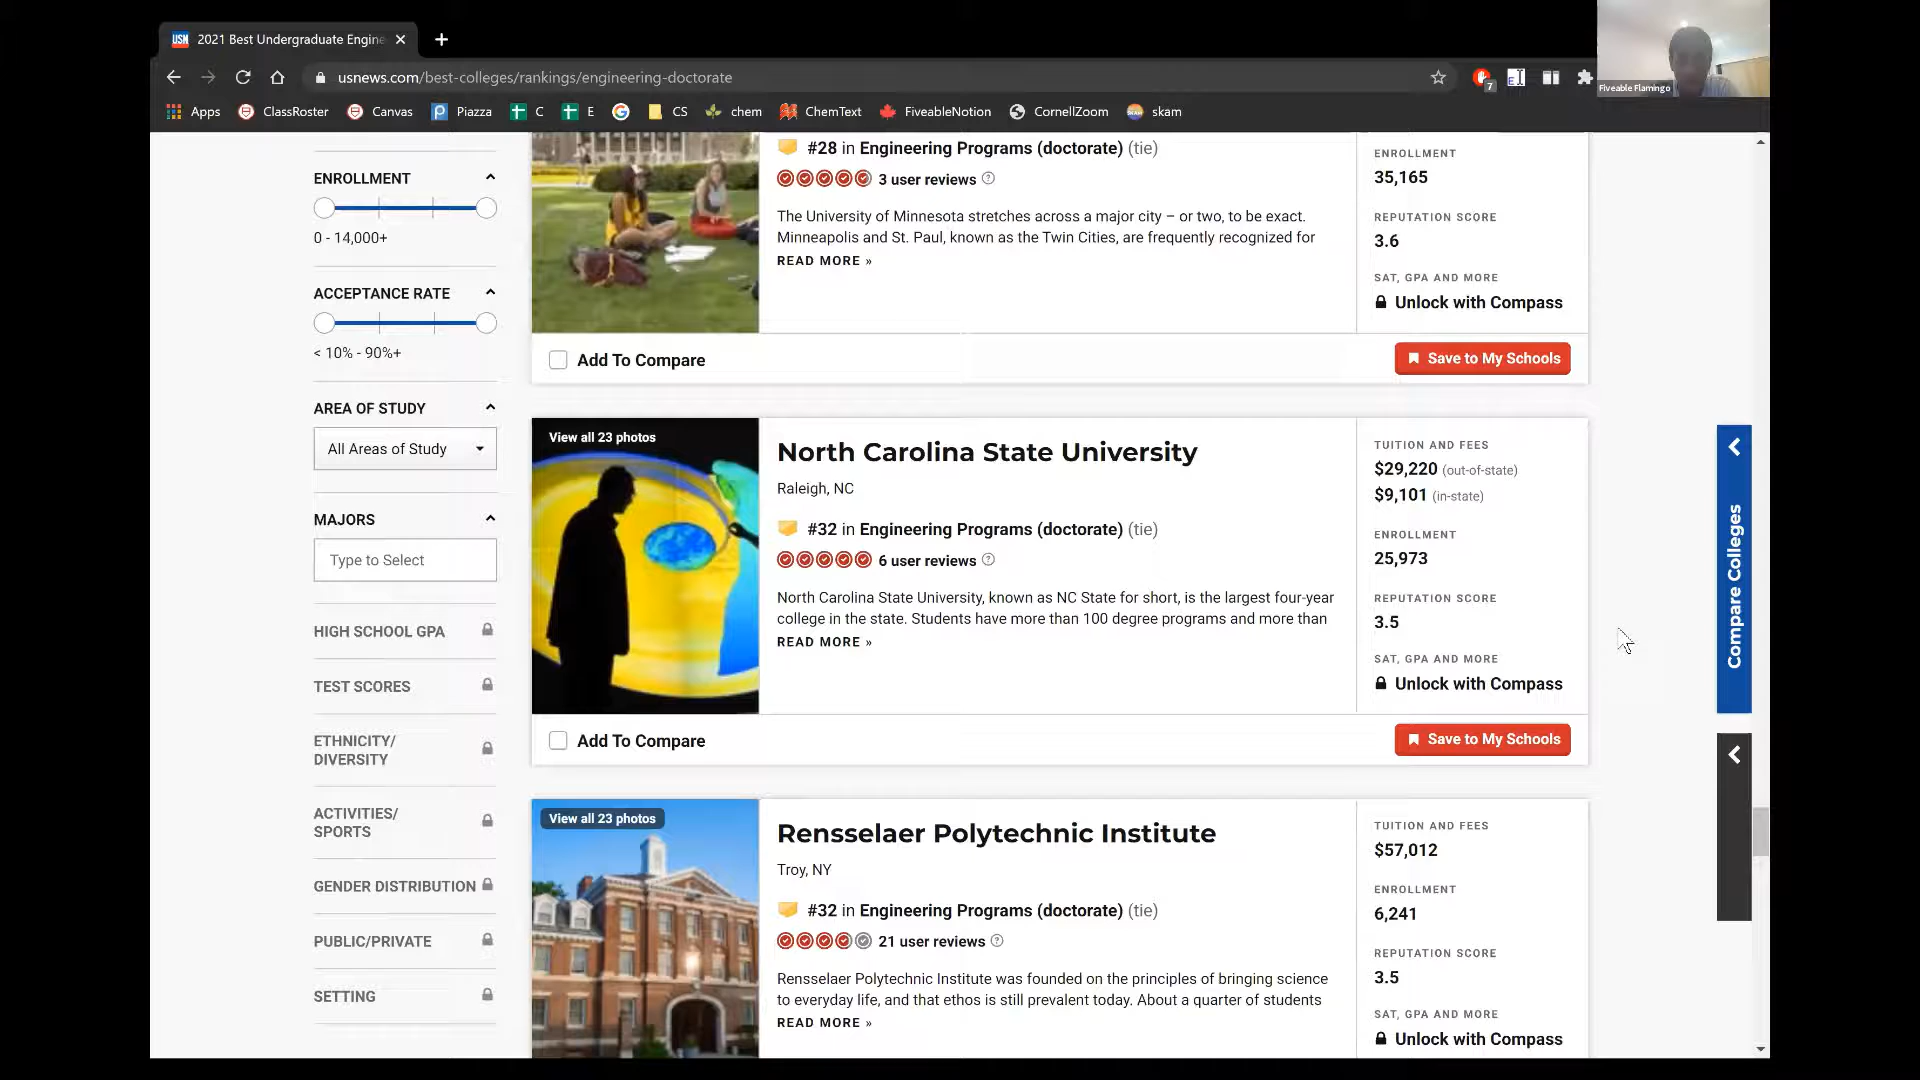 USN 2021 Best Undergraduate Engine
usnews.com/best-colleges/rankings/engineering-doctorate
7
Fiveable Flamingo
Apps ClassRoster Canvas Piazza C E CS chem ChemText FiveableNotion CornellZoom skam
ENROLLMENT
0 - 14,000+
ACCEPTANCE RATE
< 10% - 90%+
AREA OF STUDY
All Areas of Study
MAJORS
Type to Select
HIGH SCHOOL GPA
TEST SCORES
ETHNICITY/
DIVERSITY
ACTIVITIES/
SPORTS
GENDER DISTRIBUTION
PUBLIC/PRIVATE
SETTING
#28 in Engineering Programs (doctorate) (tie)
3 user reviews
The University of Minnesota stretches across a major city – or two, to be exact.
Minneapolis and St. Paul, known as the Twin Cities, are frequently recognized for
READ MORE »
ENROLLMENT
35,165
REPUTATION SCORE
3.6
SAT, GPA AND MORE
Unlock with Compass
Add To Compare
Save to My Schools
View all 23 photos
North Carolina State University
Raleigh, NC
#32 in Engineering Programs (doctorate) (tie)
6 user reviews
North Carolina State University, known as NC State for short, is the largest four-year
college in the state. Students have more than 100 degree programs and more than
READ MORE »
TUITION AND FEES
$29,220 (out-of-state)
$9,101 (in-state)
ENROLLMENT
25,973
REPUTATION SCORE
3.5
SAT, GPA AND MORE
Unlock with Compass
Add To Compare
Save to My Schools
View all 23 photos
Rensselaer Polytechnic Institute
Troy, NY
#32 in Engineering Programs (doctorate) (tie)
21 user reviews
Rensselaer Polytechnic Institute was founded on the principles of bringing science
to everyday life, and that ethos is still prevalent today. About a quarter of students
READ MORE »
TUITION AND FEES
$57,012
ENROLLMENT
6,241
REPUTATION SCORE
3.5
SAT, GPA AND MORE
Unlock with Compass
Compare Colleges